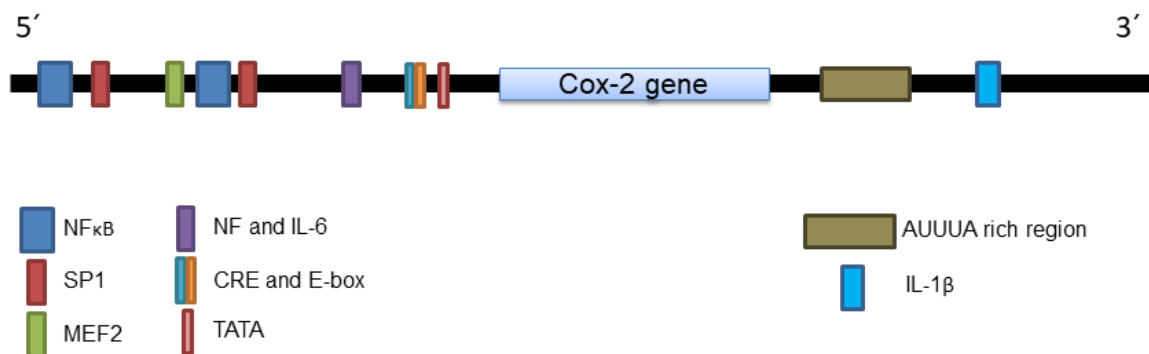 5´ 3´
Cox-2 gene
NFκB
NF and IL-6
AUUUA rich region
SP1
CRE and E-box
IL-1β
MEF2
TATA